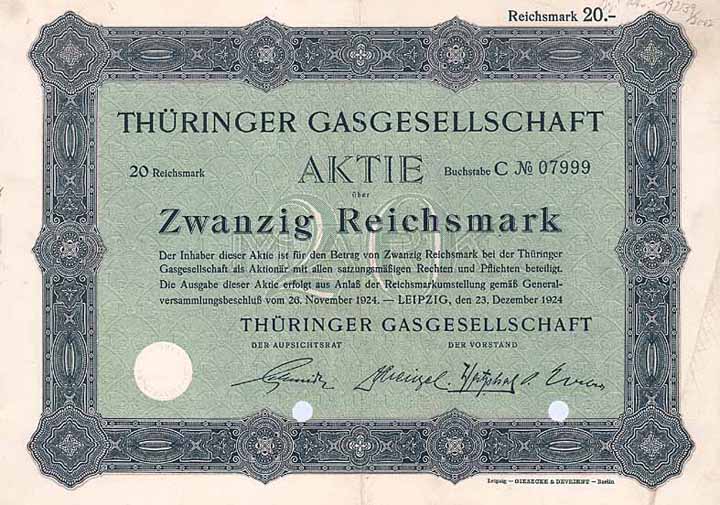 Reichsmark 20.-
THÜRINGER GASGESELLSCHAFT
20 Reichsmark AKTIE Buchstabe C № 07999
über
Zwanzig Reichsmark
Der Inhaber dieser Aktie ist für den Betrag von Zwanzig Reichsmark bei der Thüringer
Gasgesellschaft als Aktionär mit allen satzungsmäßigen Rechten und Pflichten beteiligt.
Die Ausgabe dieser Aktie erfolgt aus Anlaß der Reichsmarkumstellung gemäß General-
versammlungsbeschluß vom 26. November 1924. — LEIPZIG, den 23. Dezember 1924
THÜRINGER GASGESELLSCHAFT
DER AUFSICHTSRAT DER VORSTAND
Leipzig — GIESECKE & DEVRIENT — Berlin